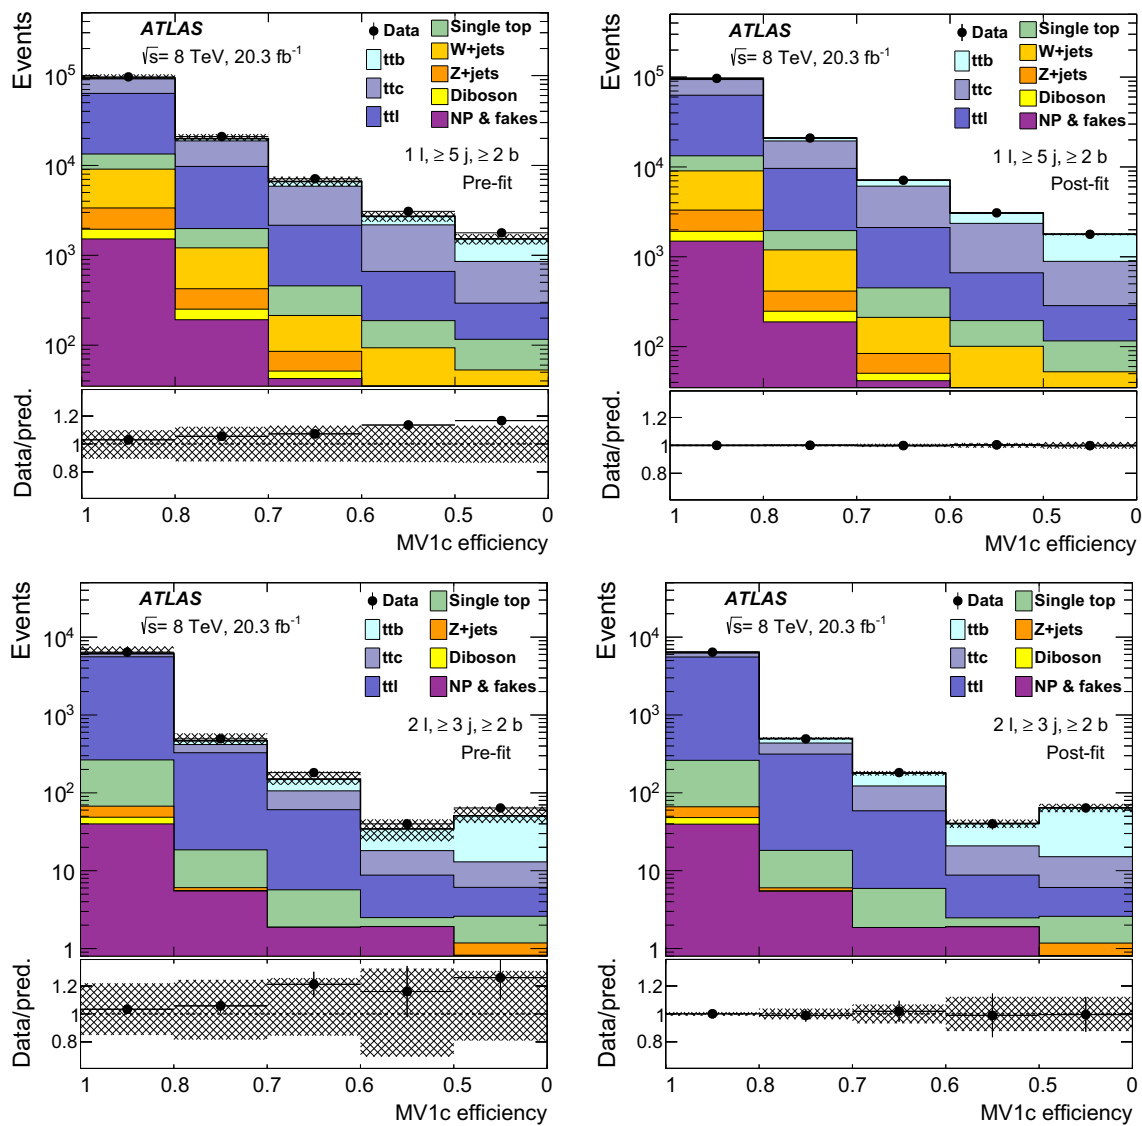 Events
ATLAS
√s= 8 TeV, 20.3 fb⁻¹
Data
ttb
ttc
ttl
Single top
W+jets
Z+jets
Diboson
NP & fakes
1 l, ≥ 5 j, ≥ 2 b
Pre-fit
10⁵
10⁴
10³
10²
Data/pred.
1.2
1
0.8
1 0.8 0.7 0.6 0.5 0
MV1c efficiency
Events
ATLAS
√s= 8 TeV, 20.3 fb⁻¹
Data
ttb
ttc
ttl
Single top
W+jets
Z+jets
Diboson
NP & fakes
1 l, ≥ 5 j, ≥ 2 b
Post-fit
10⁵
10⁴
10³
10²
Data/pred.
1.2
1
0.8
1 0.8 0.7 0.6 0.5 0
MV1c efficiency
Events
ATLAS
√s= 8 TeV, 20.3 fb⁻¹
Data
ttb
ttc
ttl
Single top
Z+jets
Diboson
NP & fakes
2 l, ≥ 3 j, ≥ 2 b
Pre-fit
10⁴
10³
10²
10
1
Data/pred.
1.2
1
0.8
1 0.8 0.7 0.6 0.5 0
MV1c efficiency
Events
ATLAS
√s= 8 TeV, 20.3 fb⁻¹
Data
ttb
ttc
ttl
Single top
Z+jets
Diboson
NP & fakes
2 l, ≥ 3 j, ≥ 2 b
Post-fit
10⁴
10³
10²
10
1
Data/pred.
1.2
1
0.8
1 0.8 0.7 0.6 0.5 0
MV1c efficiency